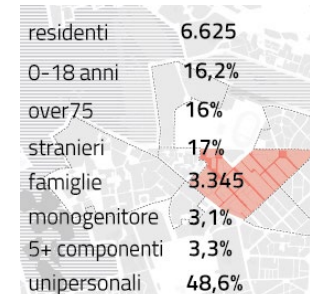 residenti 6.625
0-18 anni 16,2%
over75 16%
stranieri 17%
famiglie 3.345
monogenitore 3,1%
5+ componenti 3,3%
unipersonali 48,6%